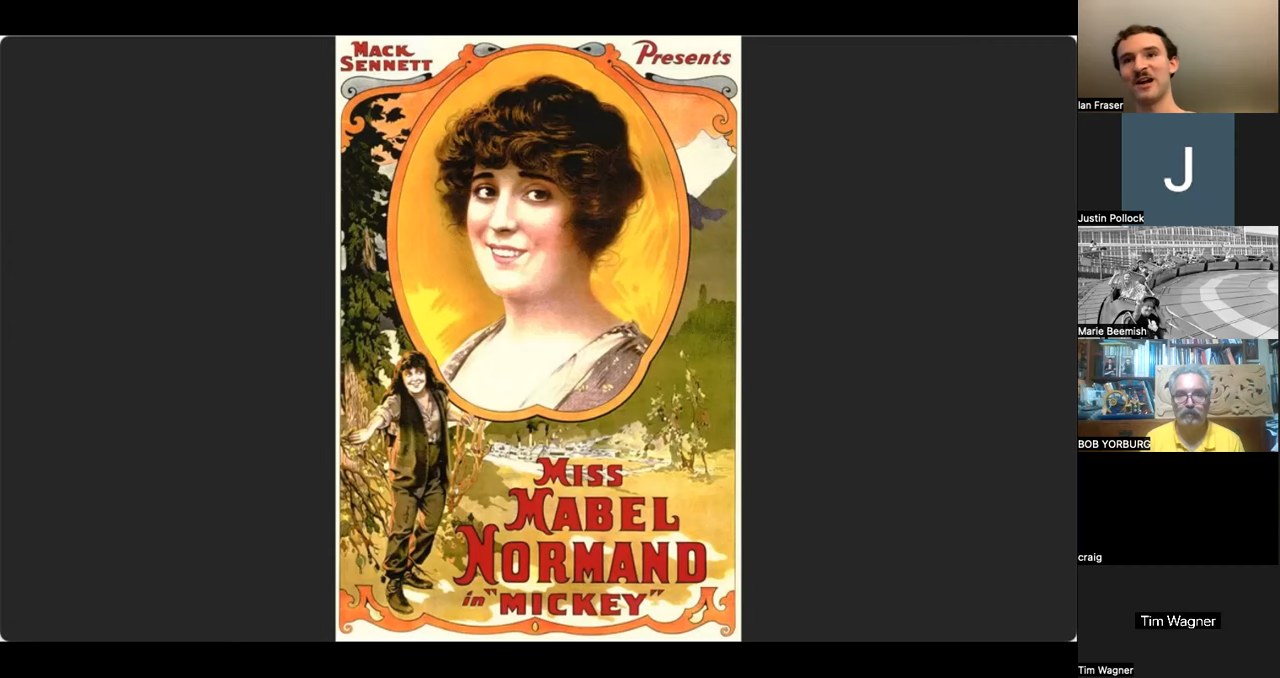 MACK
SENNETT
Presents
MISS
MABEL
NORMAND
in "MICKEY"
Ian Fraser
J
Justin Pollock
Marie Beemish
BOB YORBURG
craig
Tim Wagner
Tim Wagner